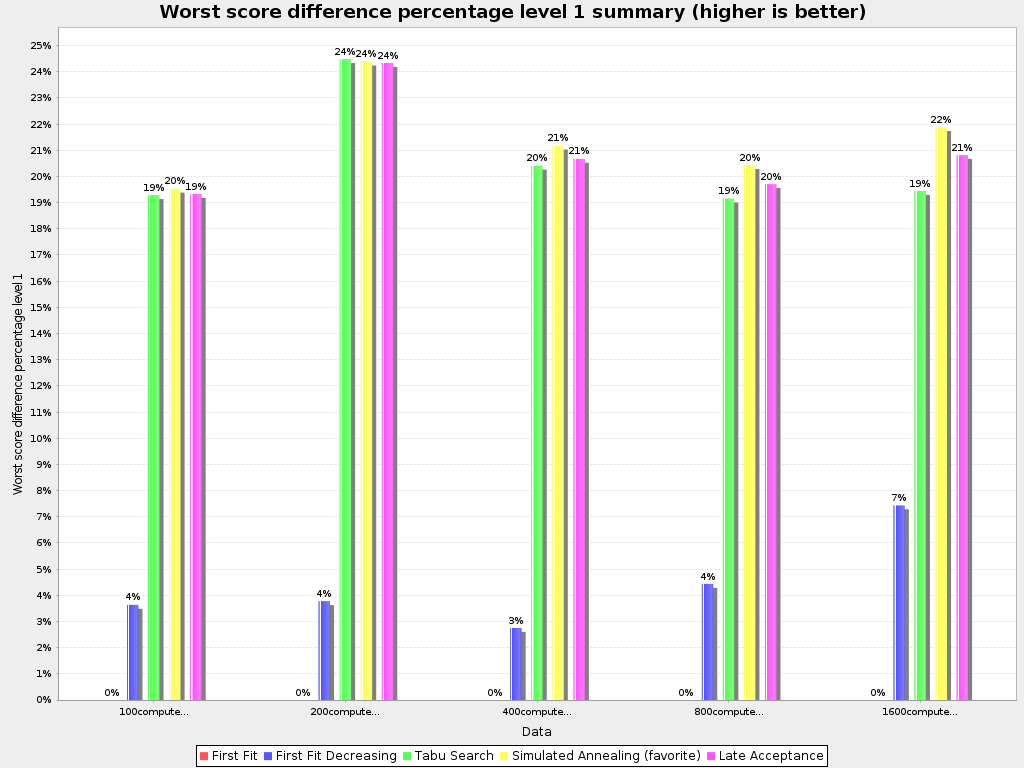 Worst score difference percentage level 1 summary (higher is better)
Worst score difference percentage level 1
25%
24%
23%
22%
21%
20%
19%
18%
17%
16%
15%
14%
13%
12%
11%
10%
9%
8%
7%
6%
5%
4%
3%
2%
1%
0%
0% 4% 19% 20% 19%
0% 4% 24% 24% 24%
0% 3% 20% 21% 21%
0% 4% 19% 20% 20%
0% 7% 19% 22% 21%
100compute... 200compute... 400compute... 800compute... 1600compute...
Data
First Fit First Fit Decreasing Tabu Search Simulated Annealing (favorite) Late Acceptance